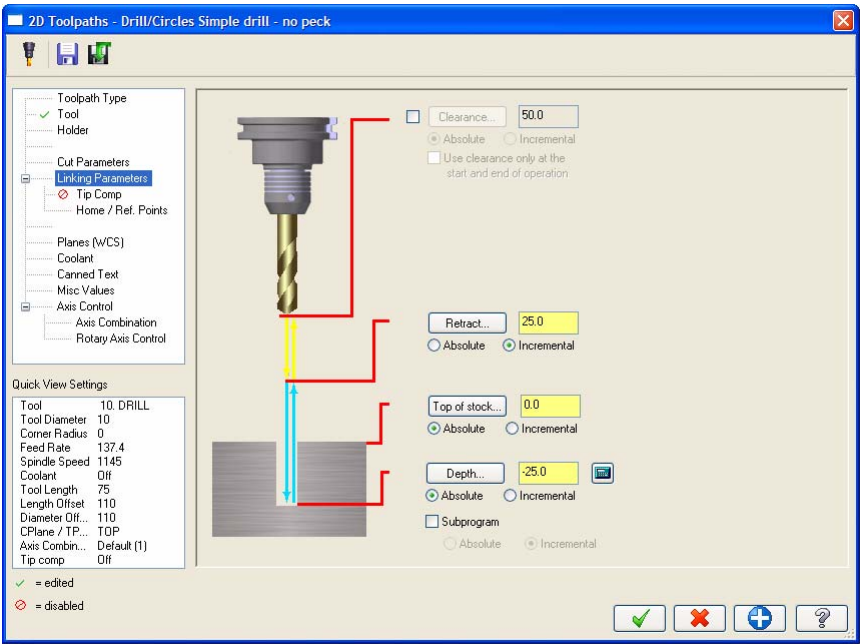 2D Toolpaths - Drill/Circles Simple drill - no peck
Toolpath Type
Tool
Holder
Cut Parameters
Linking Parameters
Tip Comp
Home / Ref. Points
Planes (WCS)
Coolant
Canned Text
Misc Values
Axis Control
Axis Combination
Rotary Axis Control
Quick View Settings
Tool 10. DRILL
Tool Diameter 10
Corner Radius 0
Feed Rate 137.4
Spindle Speed 1145
Coolant Off
Tool Length 75
Length Offset 110
Diameter Off... 110
CPlane / TP... TOP
Axis Combin... Default (1)
Tip comp Off
= edited
= disabled
Clearance... 50.0
Absolute Incremental
Use clearance only at the
start and end of operation
Retract... 25.0
Absolute Incremental
Top of stock... 0.0
Absolute Incremental
Depth... -25.0
Absolute Incremental
Subprogram
Absolute Incremental